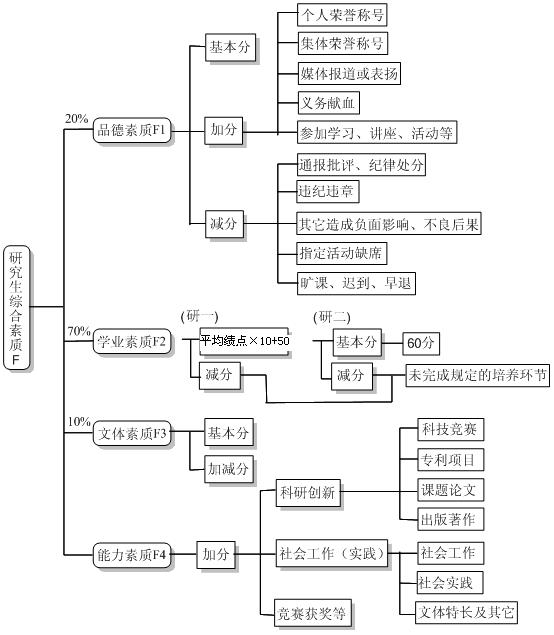 研究生综合素质F
20%
品德素质F1
基本分
加分
个人荣誉称号
集体荣誉称号
媒体报道或表扬
义务献血
参加学习、讲座、活动等
减分
通报批评、纪律处分
违纪违章
其它造成负面影响、不良后果
指定活动缺席
旷课、迟到、早退
70%
学业素质F2
(研一)
平均绩点×10+50
减分
(研二)
基本分
60分
减分
未完成规定的培养环节
10%
文体素质F3
基本分
加减分
能力素质F4
加分
科研创新
科技竞赛
专利项目
课题论文
出版著作
社会工作（实践）
社会工作
社会实践
文体特长及其它
竞赛获奖等